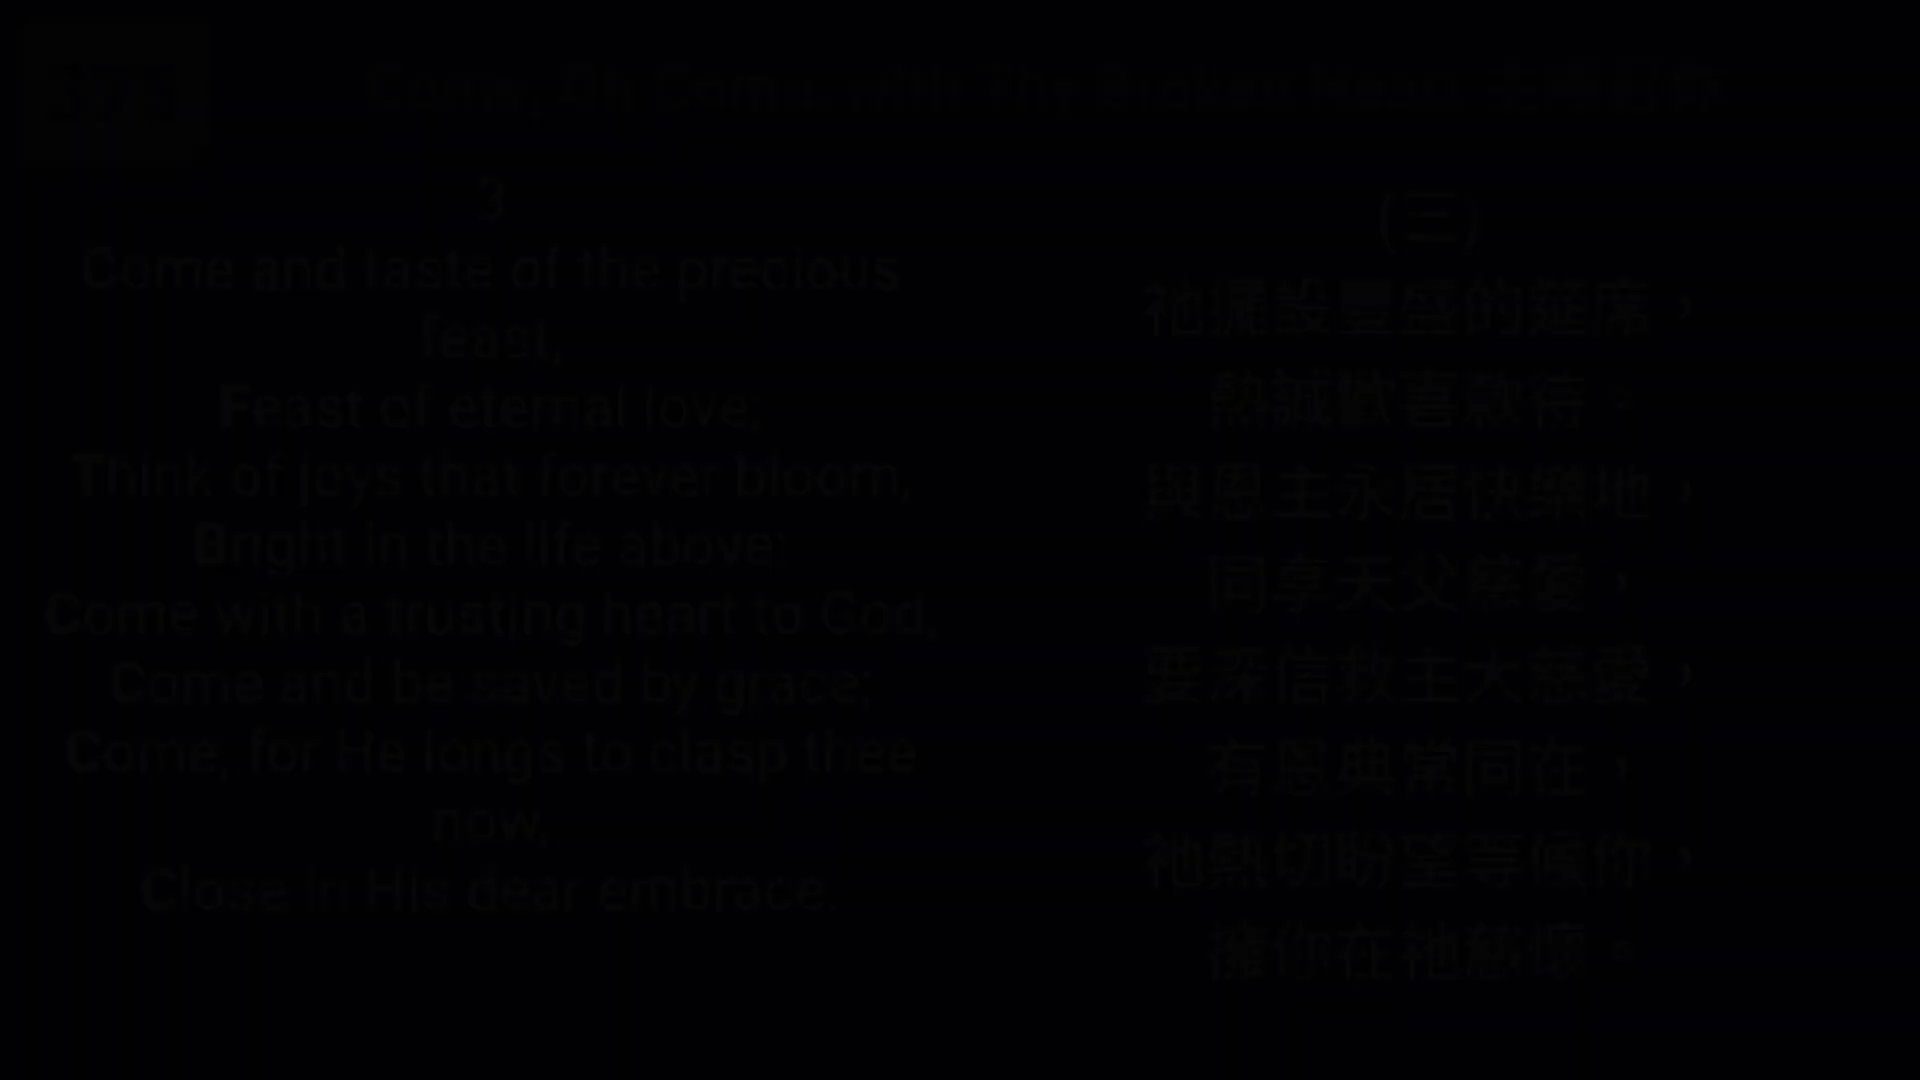 Come, Oh Come with Thy Broken Heart
3
Come and taste of the precious
feast,
Feast of eternal love;
Think of joys that forever bloom,
Bright in the life above:
Come with a trusting heart to God,
Come and be saved by grace;
Come, for He longs to clasp thee
now,
Close in His dear embrace.
(三)
祂擺設豐盛的筵席，
熱誠歡喜款待。
與恩主永居快樂地，
同享天父慈愛，
要深信救主大慈愛，
有恩典常同在，
祂熱切盼望等候你，
擁你在祂慈懷。